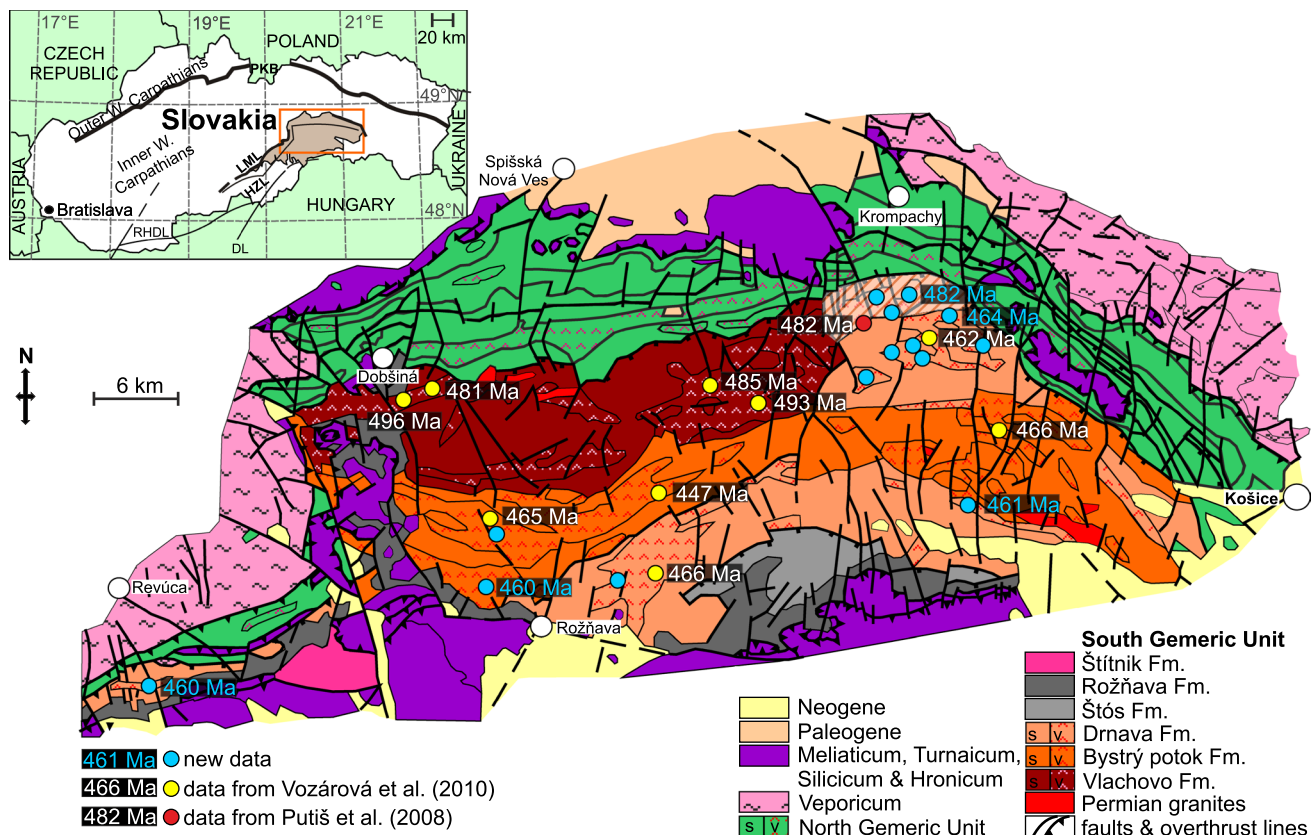 17°E
19°E
21°E
20 km
CZECH
REPUBLIC
POLAND
PKB
Outer W. Carpathians
49°N
Slovakia
Inner W.
Carpathians
LML
HZL
UKRAINE
AUSTRIA
Bratislava
HUNGARY
48°N
RHDL
DL
Spišská
Nová Ves
Krompachy
482 Ma
464 Ma
482 Ma
462 Ma
N
6 km
Dobšiná
481 Ma
496 Ma
485 Ma
493 Ma
466 Ma
447 Ma
461 Ma
Košice
465 Ma
466 Ma
460 Ma
Revúca
Rožňava
460 Ma
461 Ma new data
466 Ma data from Vozárová et al. (2010)
482 Ma data from Putiš et al. (2008)
Neogene
Paleogene
Meliaticum, Turnaicum,
Silicicum & Hronicum
Veporicum
s v North Gemeric Unit
South Gemeric Unit
Štítnik Fm.
Rožňava Fm.
Štós Fm.
s v Drnava Fm.
s v Bystrý potok Fm.
s v Vlachovo Fm.
Permian granites
faults & overthrust lines